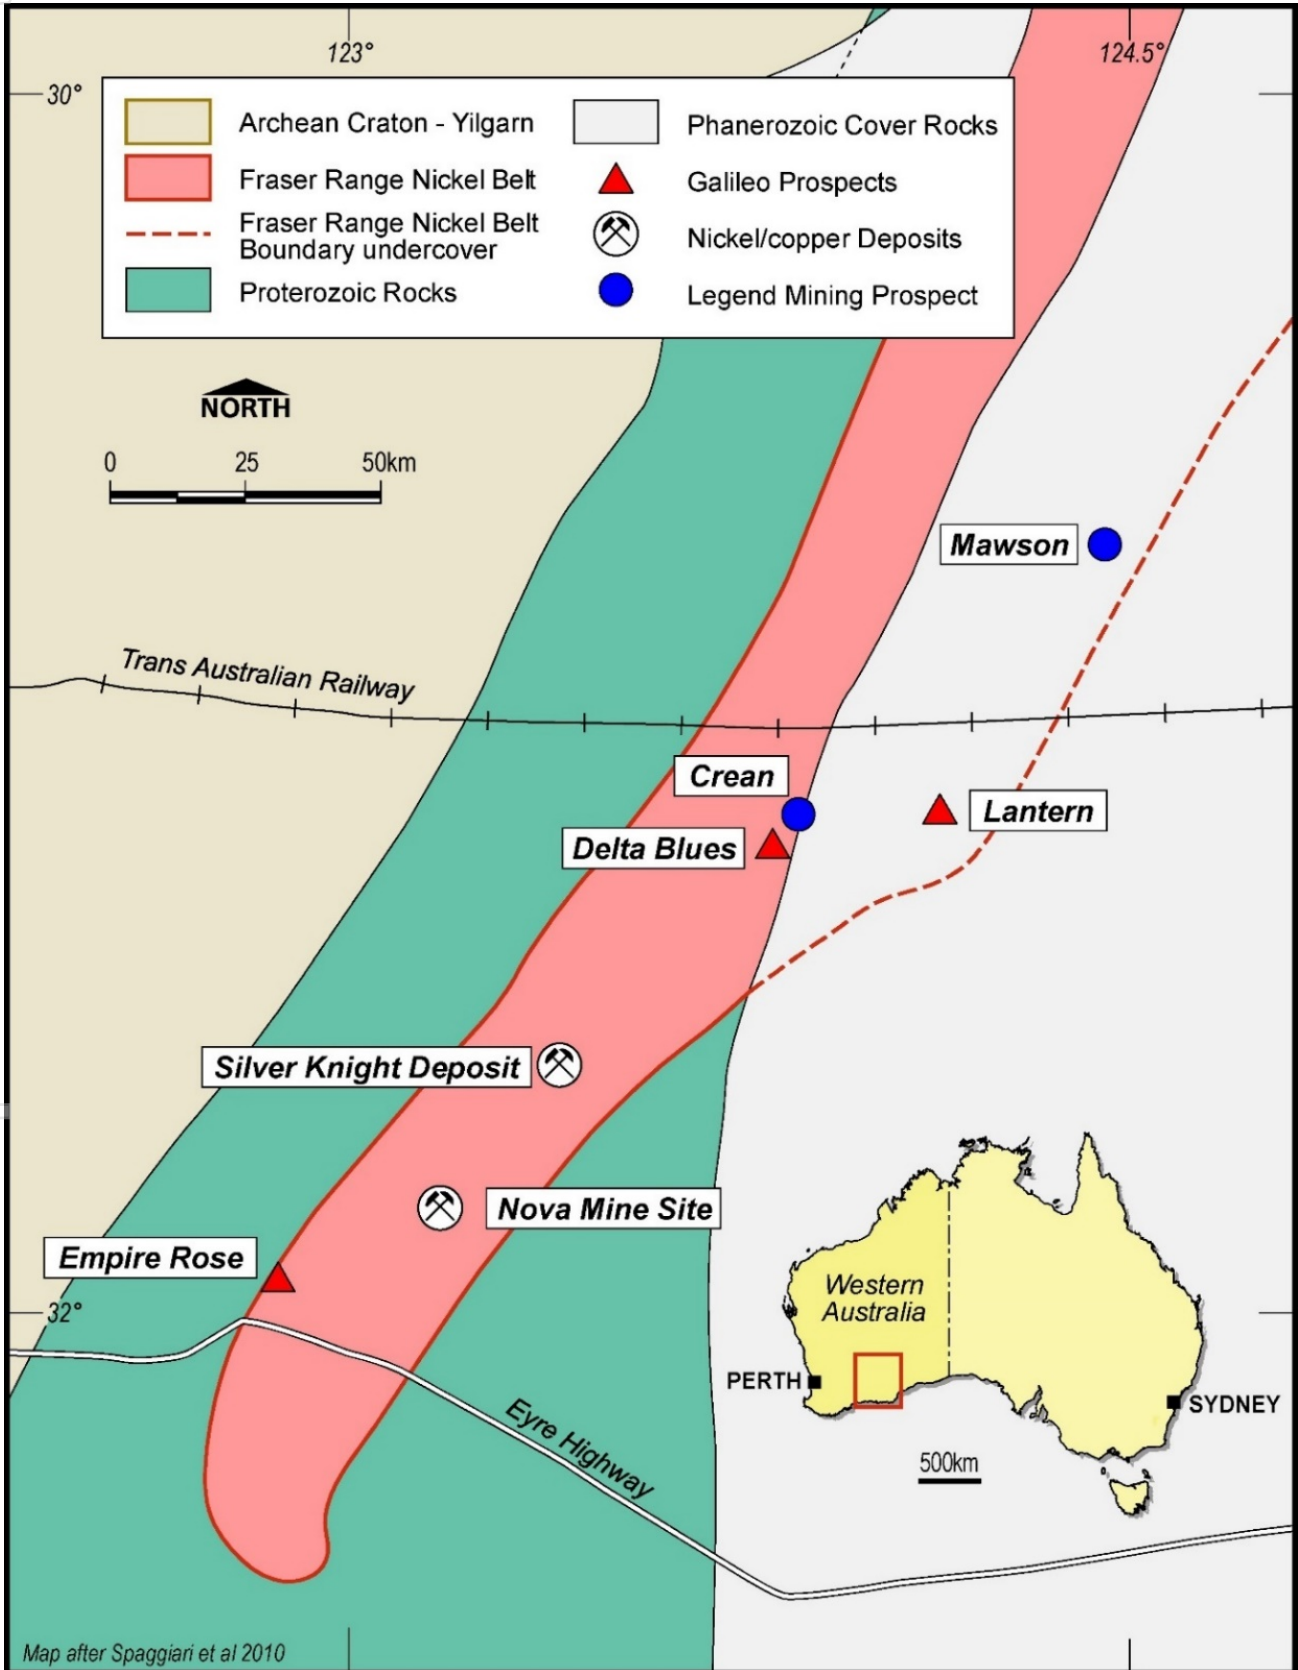 123°
124.5°
30°
Archean Craton - Yilgarn
Fraser Range Nickel Belt
Fraser Range Nickel Belt
Boundary undercover
Proterozoic Rocks
Phanerozoic Cover Rocks
Galileo Prospects
Nickel/copper Deposits
Legend Mining Prospect
NORTH
0 25 50km
Mawson
Trans Australian Railway
Crean
Lantern
Delta Blues
Silver Knight Deposit
Nova Mine Site
Empire Rose
32°
Eyre Highway
Western
Australia
PERTH
SYDNEY
500km
Map after Spaggiari et al 2010